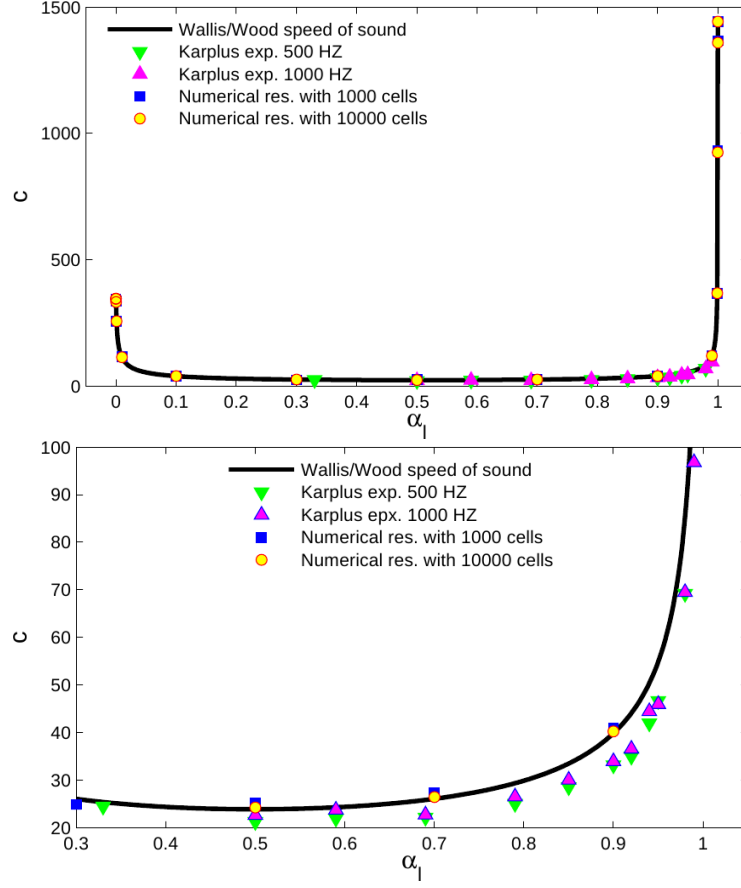 1500
1000
500
0
c
Wallis/Wood speed of sound
Karplus exp. 500 HZ
Karplus exp. 1000 HZ
Numerical res. with 1000 cells
Numerical res. with 10000 cells
0 0.1 0.2 0.3 0.4 0.5 0.6 0.7 0.8 0.9 1
αl
100
90
80
70
60
50
40
30
20
c
Wallis/Wood speed of sound
Karplus exp. 500 HZ
Karplus epx. 1000 HZ
Numerical res. with 1000 cells
Numerical res. with 10000 cells
0.3 0.4 0.5 0.6 0.7 0.8 0.9 1
αl